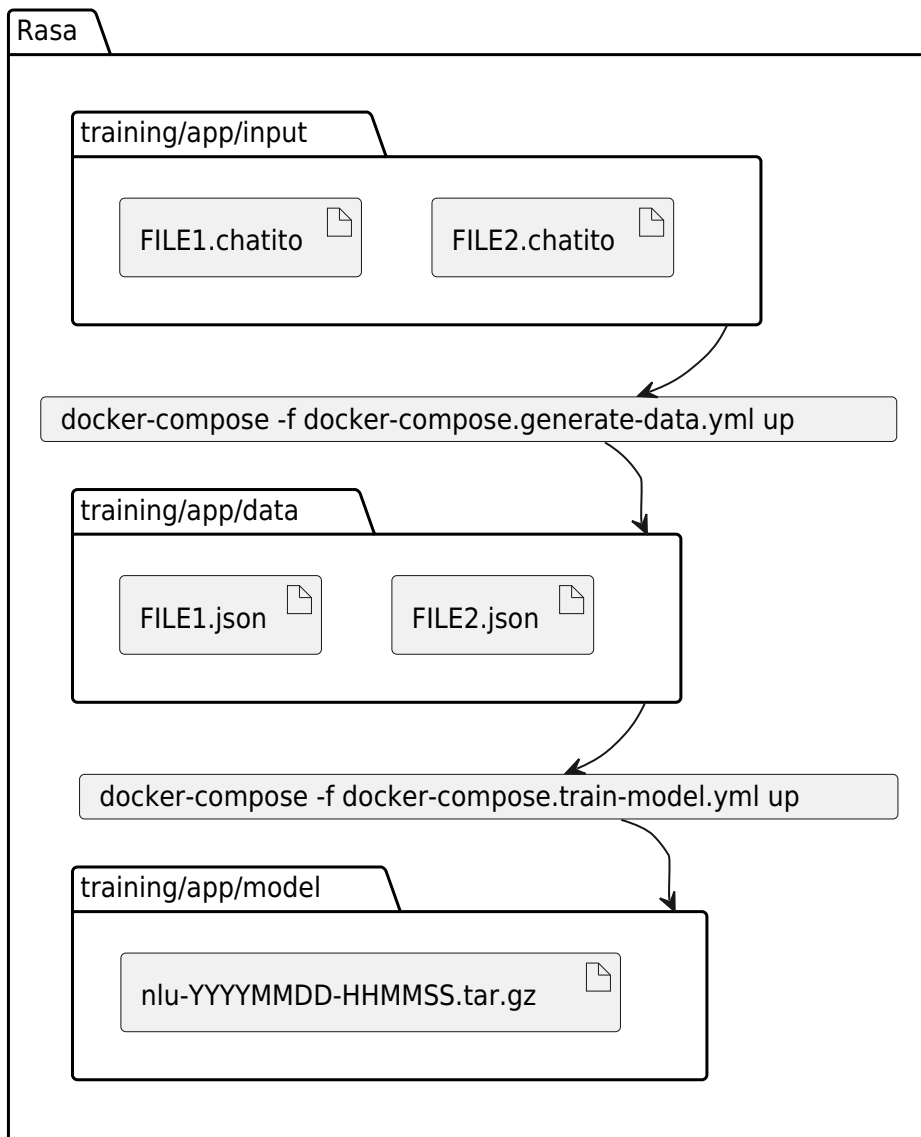 Rasa
training/app/input
FILE1.chatito
FILE2.chatito
docker-compose -f docker-compose.generate-data.yml up
training/app/data
FILE1.json
FILE2.json
docker-compose -f docker-compose.train-model.yml up
training/app/model
nlu-YYYYMMDD-HHMMSS.tar.gz